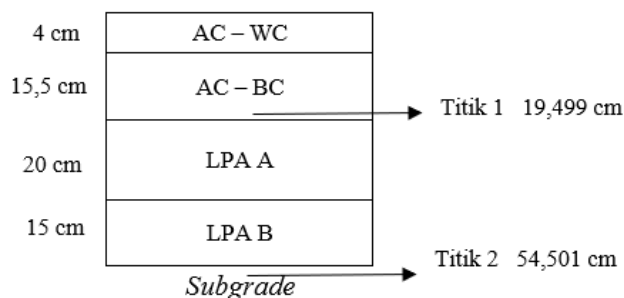 4 cm
AC – WC
15,5 cm
AC – BC
Titik 1 19,499 cm
20 cm
LPA A
15 cm
LPA B
Titik 2 54,501 cm
Subgrade